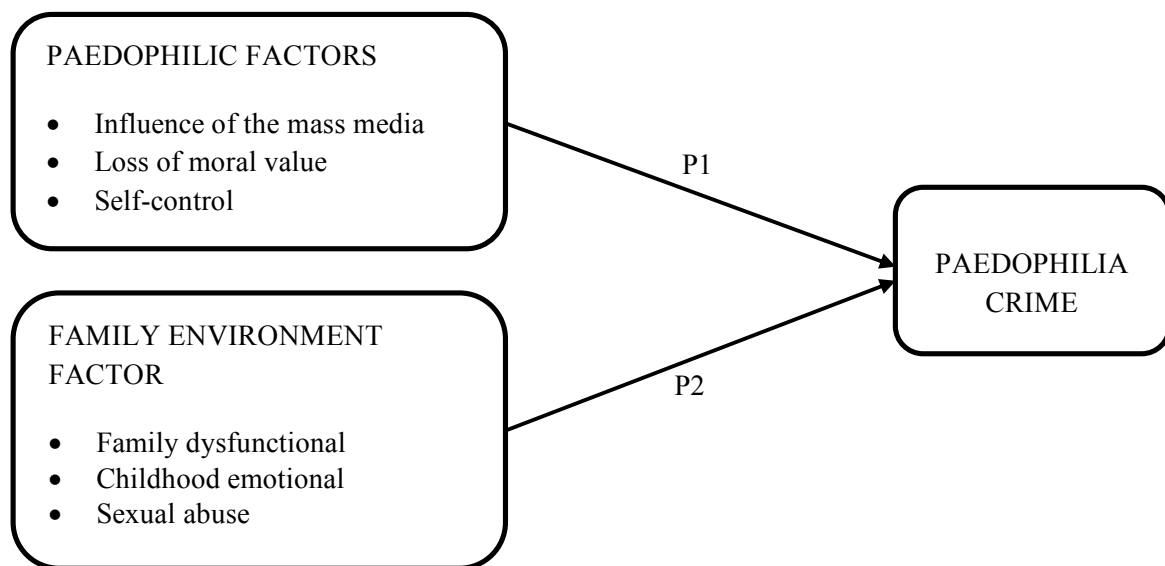 PAEDOPHILIC FACTORS
• Influence of the mass media
• Loss of moral value
• Self-control
P1
PAEDOPHILIA
CRIME
FAMILY ENVIRONMENT
FACTOR
• Family dysfunctional
• Childhood emotional
• Sexual abuse
P2